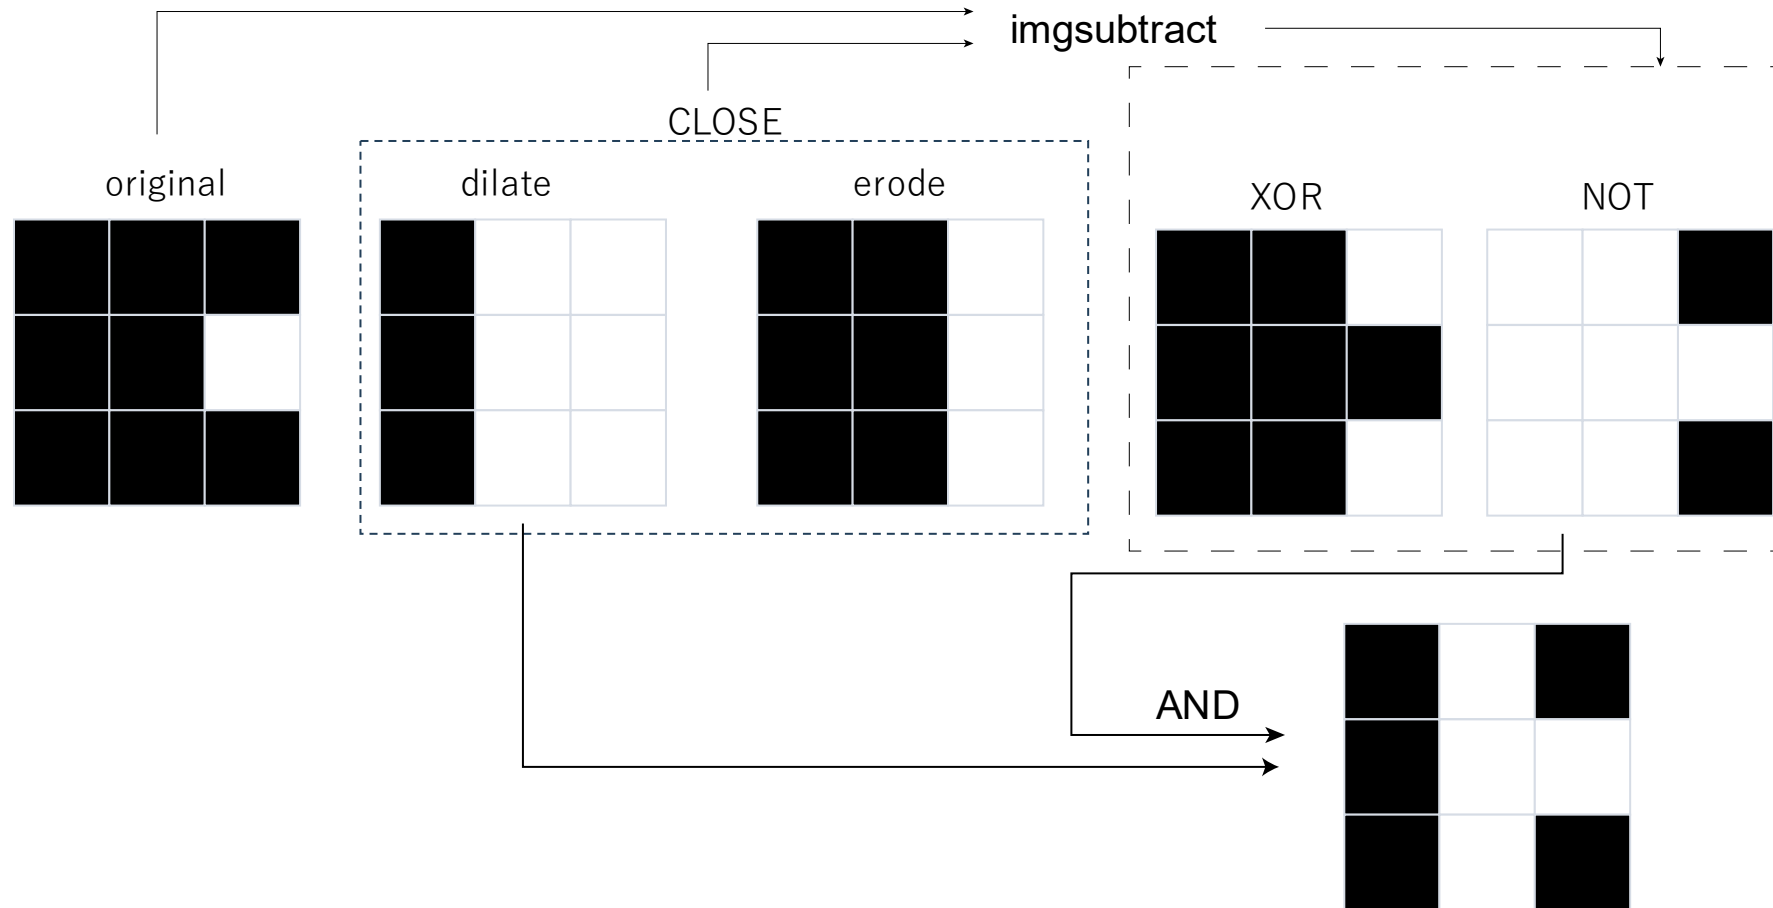 imgsubtract
CLOSE
original
dilate
erode
XOR
NOT
AND